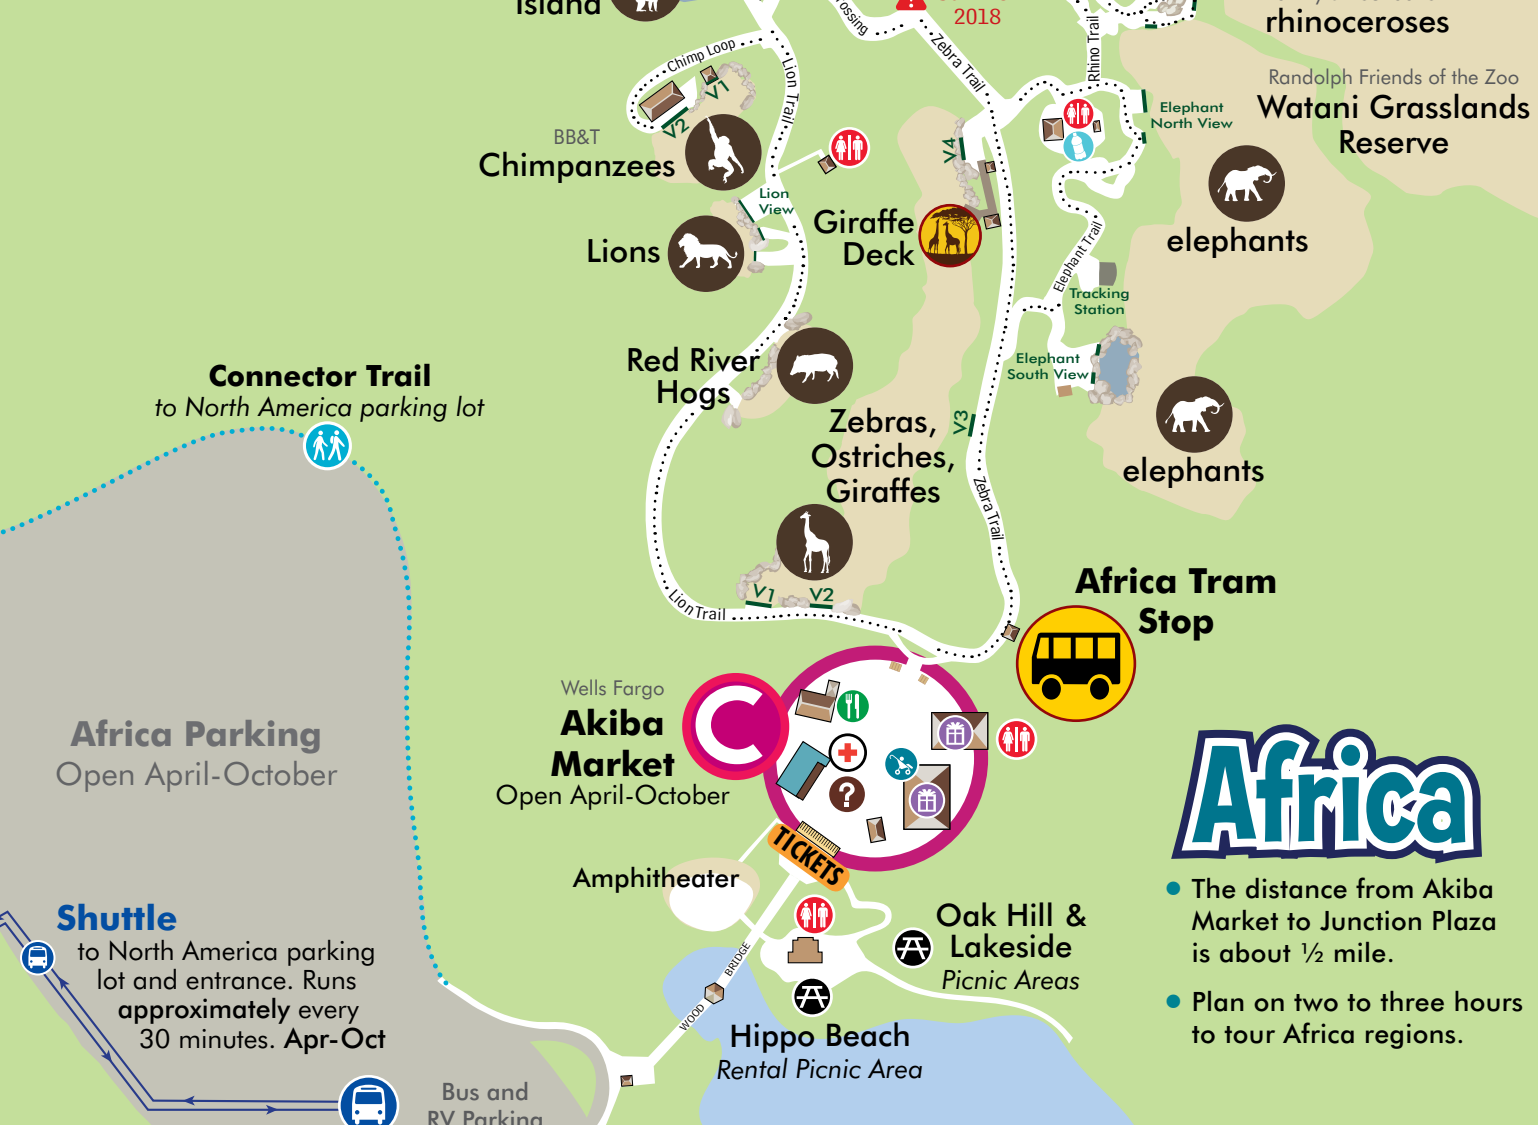 Island
2018
rhinoceroses
Randolph Friends of the Zoo
Watani Grasslands
Reserve
Zebra Trail
Rhino Trail
Chimp Loop
Lion Trail
V1
V2
BB&T
Chimpanzees
Elephant
North View
V4
Lion
View
Lions
Giraffe
Deck
elephants
Elephant Trail
Tracking
Station
Elephant
South View
Red River
Hogs
Connector Trail
to North America parking lot
Zebras,
Ostriches,
Giraffes
V3
elephants
Zebra Trail
V1
V2
Lion Trail
Africa Tram
Stop
Wells Fargo
Akiba
Market
Open April-October
C
?
TICKETS
Africa Parking
Open April-October
Amphitheater
Africa
• The distance from Akiba
Market to Junction Plaza
is about ½ mile.
• Plan on two to three hours
to tour Africa regions.
Shuttle
to North America parking
lot and entrance. Runs
approximately every
30 minutes. Apr-Oct
Oak Hill &
Lakeside
Picnic Areas
WOOD BRIDGE
Hippo Beach
Rental Picnic Area
Bus and
RV Parking